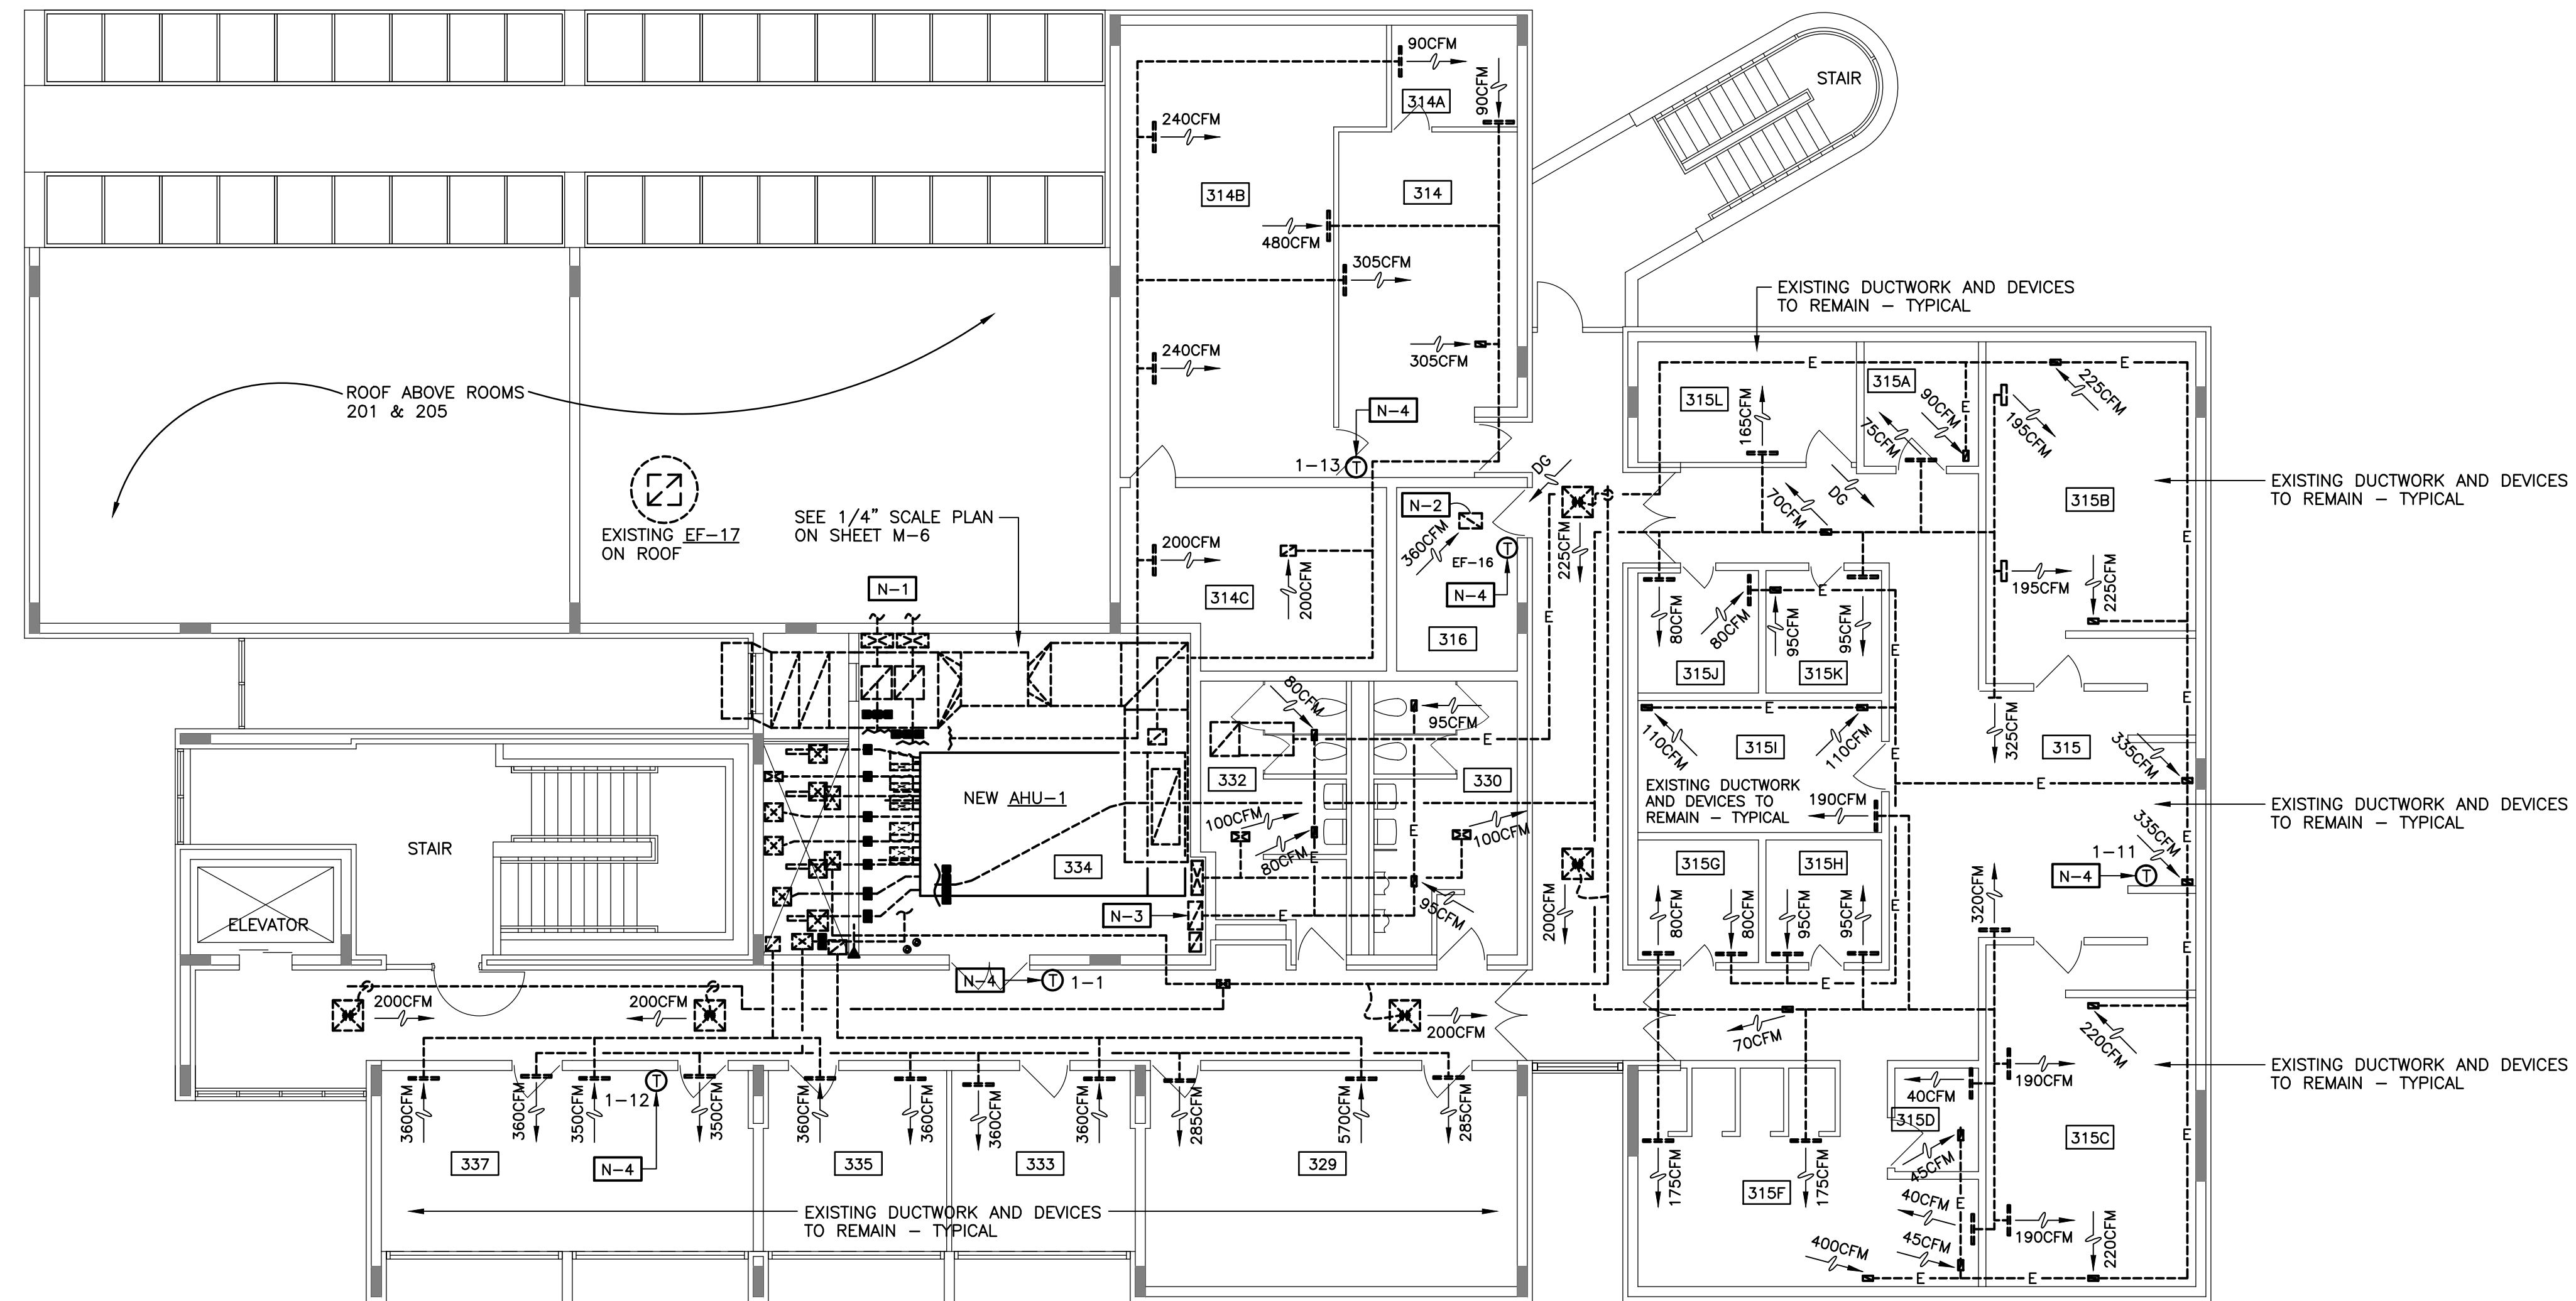 90CFM
STAIR
90CFM
314A
240CFM
314B
314
480CFM
305CFM
EXISTING DUCTWORK AND DEVICES
TO REMAIN – TYPICAL
240CFM
305CFM
ROOF ABOVE ROOMS
201 & 205
N-4
1-13
E
E
315L
315A
165CFM
75CFM
90CFM
E
225CFM
195CFM
DG
DG
70CFM
315B
EXISTING DUCTWORK AND DEVICES
TO REMAIN – TYPICAL
EXISTING EF-17
ON ROOF
SEE 1/4" SCALE PLAN
ON SHEET M-6
N-2
360CFM
EF-16
N-4
225CFM
200CFM
200CFM
314C
316
N-1
E
80CFM
80CFM
95CFM
E
95CFM
195CFM
225CFM
315J
315K
E
80CFM
95CFM
E
E
110CFM
110CFM
315I
325CFM
315
E
335CFM
E
332
330
NEW AHU-1
EXISTING DUCTWORK
AND DEVICES TO
REMAIN – TYPICAL
190CFM
E
EXISTING DUCTWORK AND DEVICES
TO REMAIN – TYPICAL
100CFM
80CFM
E
E
100CFM
335CFM
1-11
N-4
STAIR
334
315G
315H
ELEVATOR
N-3
E
95CFM
200CFM
80CFM
80CFM
95CFM
95CFM
E
320CFM
E
N-4
1-1
E
200CFM
200CFM
200CFM
70CFM
220CFM
EXISTING DUCTWORK AND DEVICES
TO REMAIN – TYPICAL
360CFM
360CFM
350CFM
1-12
350CFM
360CFM
360CFM
360CFM
360CFM
285CFM
570CFM
285CFM
40CFM
190CFM
315D
315C
E
337
N-4
335
333
329
45CFM
175CFM
175CFM
315F
40CFM
E
EXISTING DUCTWORK AND DEVICES
TO REMAIN – TYPICAL
400CFM
45CFM
190CFM
220CFM
E
E